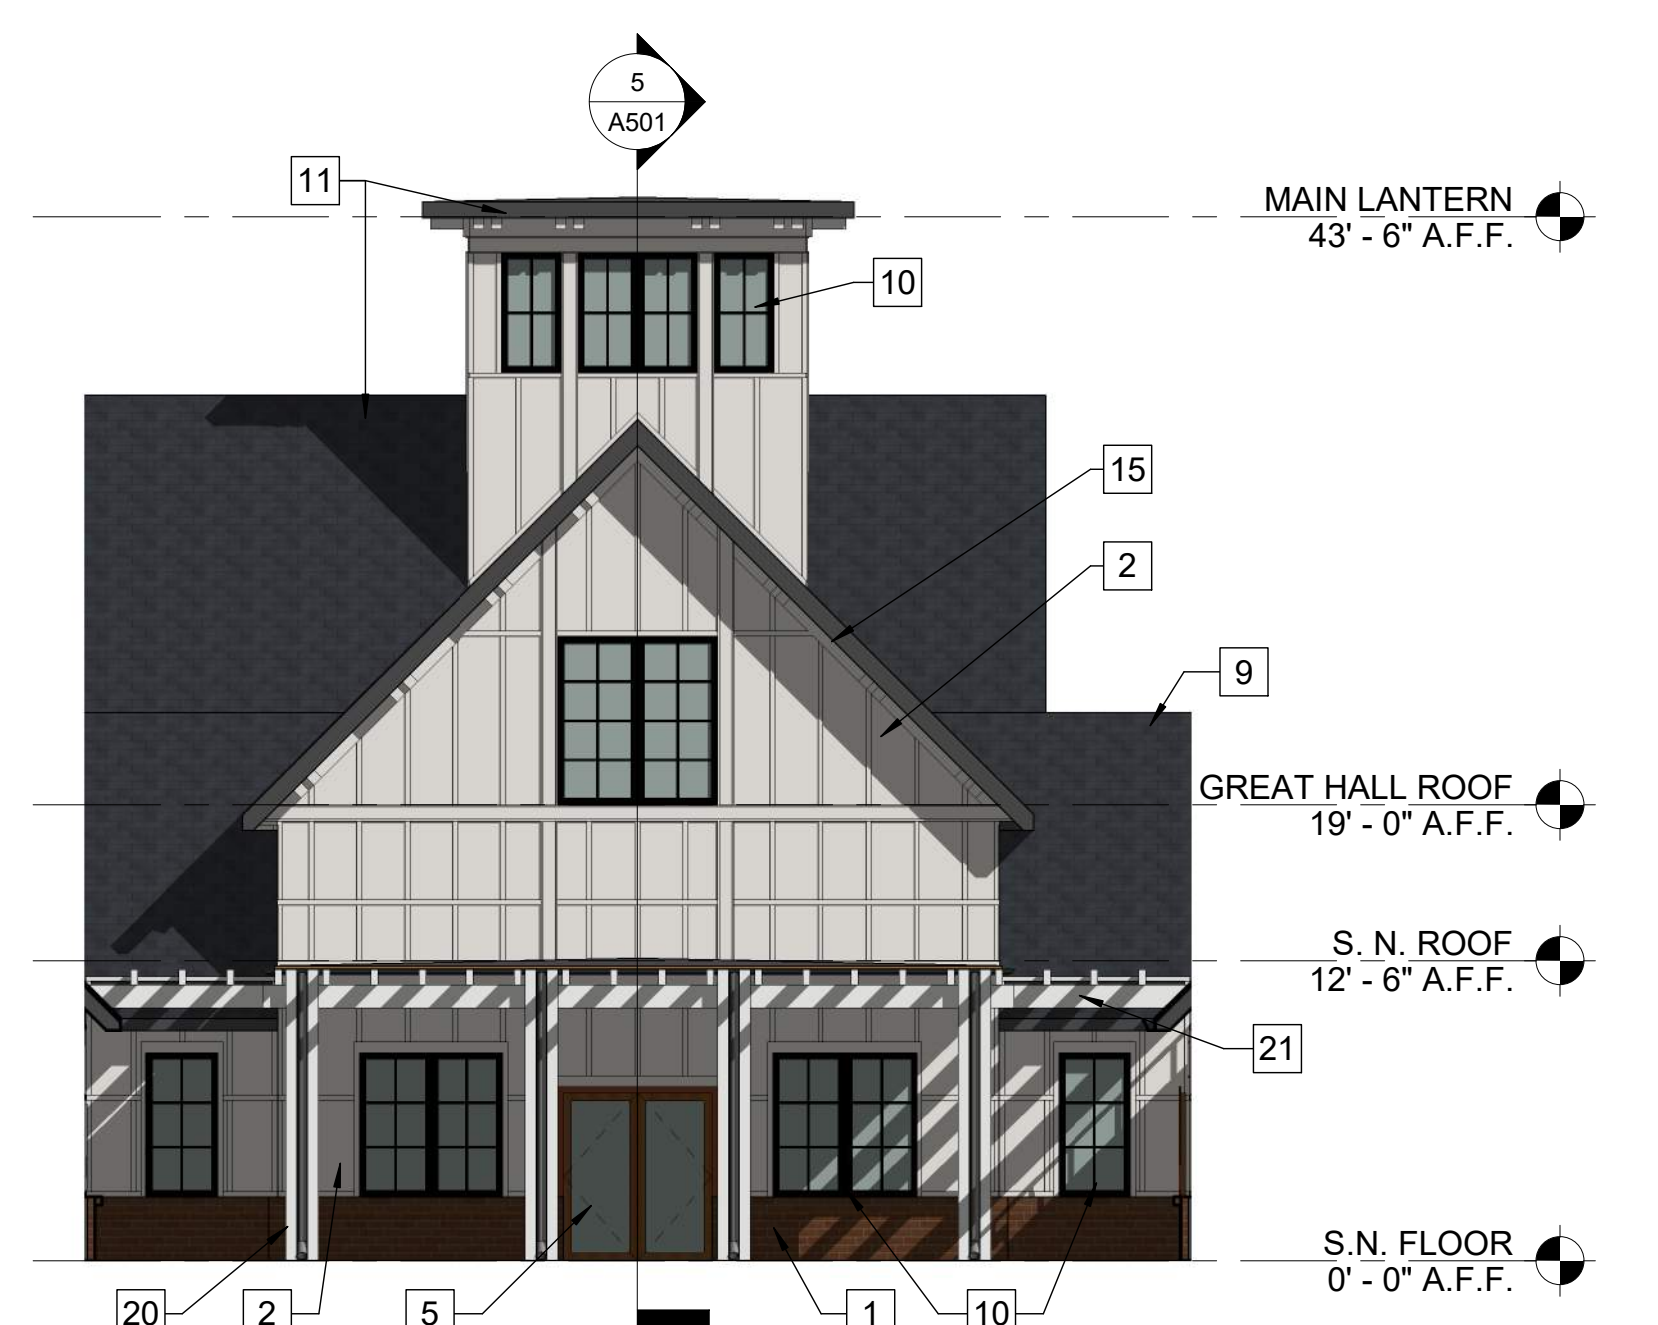 5
A501
11
MAIN LANTERN
43' - 6" A.F.F.
10
15
2
9
GREAT HALL ROOF
19' - 0" A.F.F.
S. N. ROOF
12' - 6" A.F.F.
21
S.N. FLOOR
0' - 0" A.F.F.
20
2
5
1
10